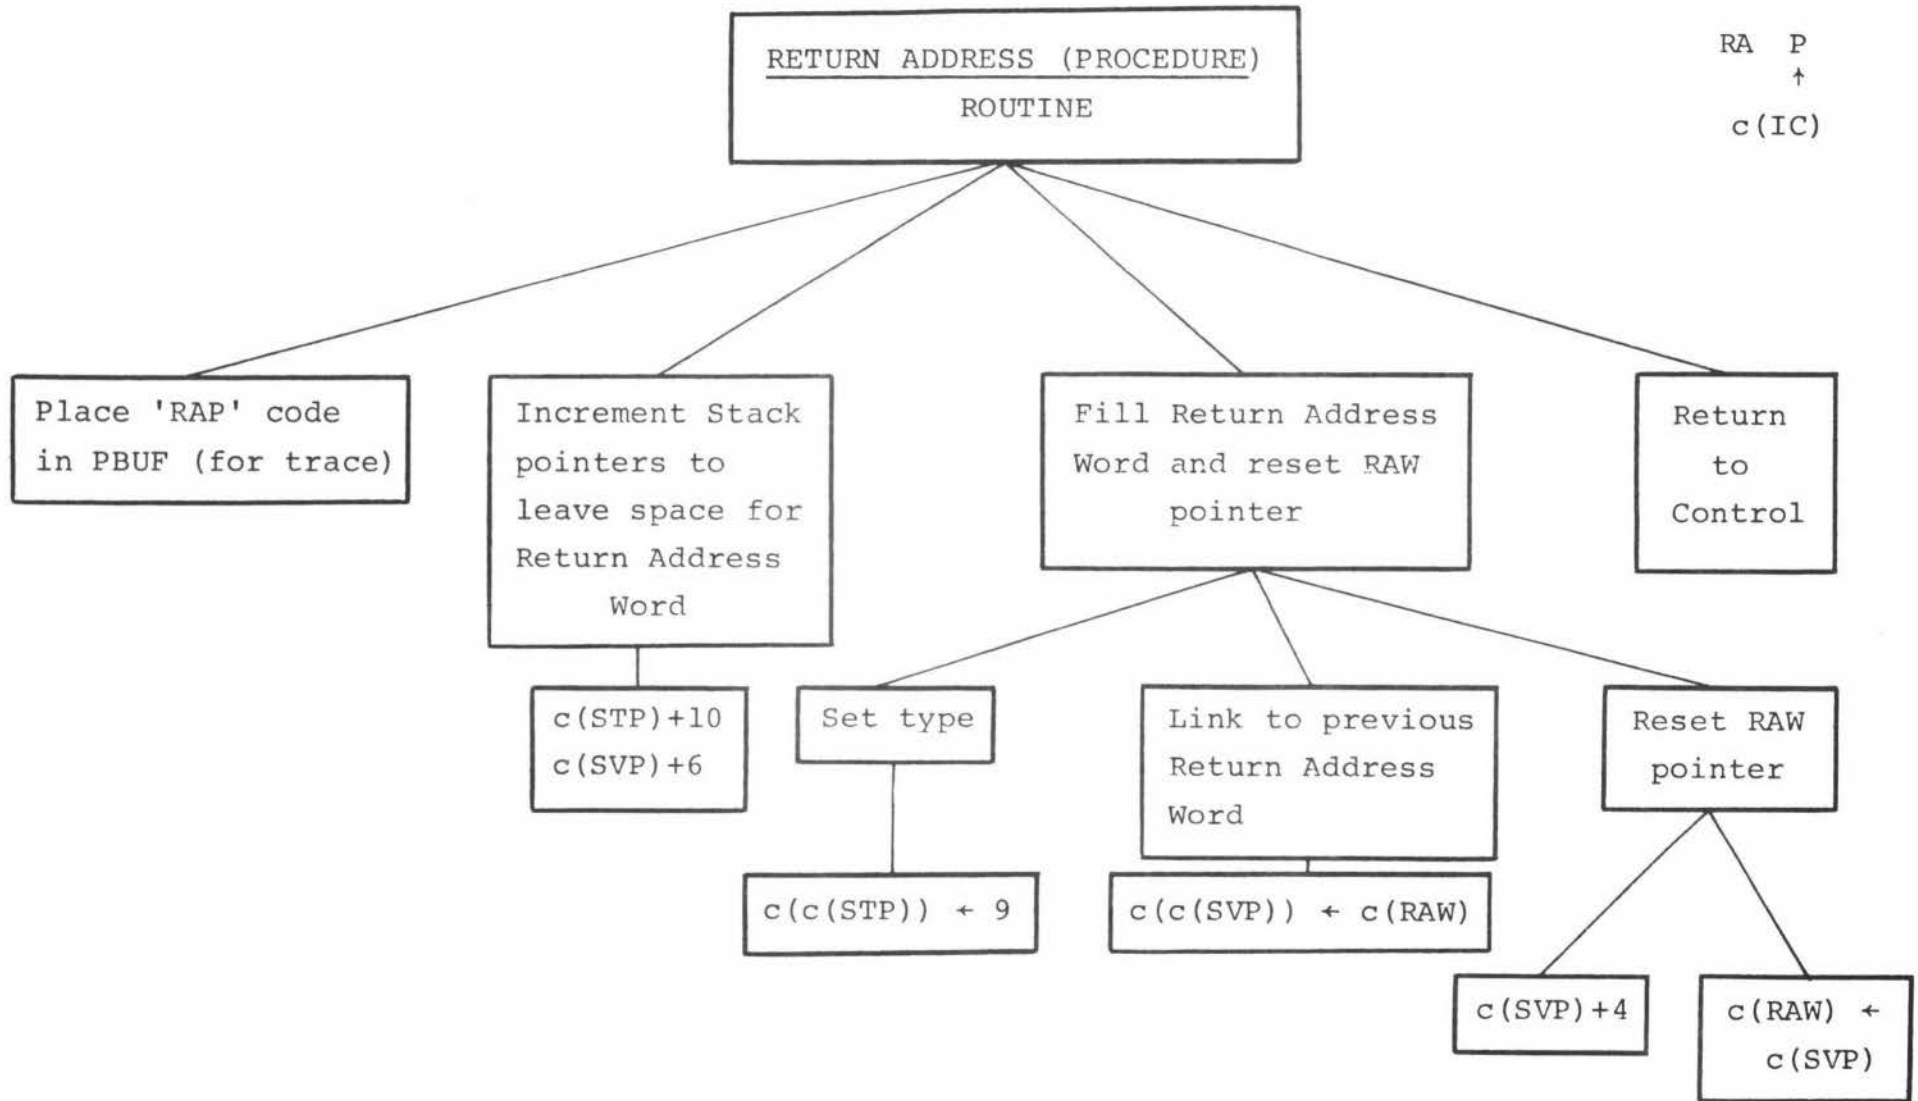 RETURN ADDRESS (PROCEDURE)
ROUTINE
RA P
↑
c(IC)
Place 'RAP' code
in PBUF (for trace)
Increment Stack
pointers to
leave space for
Return Address
Word
Fill Return Address
Word and reset RAW
pointer
Return
to
Control
c(STP)+10
c(SVP)+6
Set type
Link to previous
Return Address
Word
Reset RAW
pointer
c(c(STP)) ← 9
c(c(SVP)) ← c(RAW)
c(SVP)+4
c(RAW) ←
c(SVP)